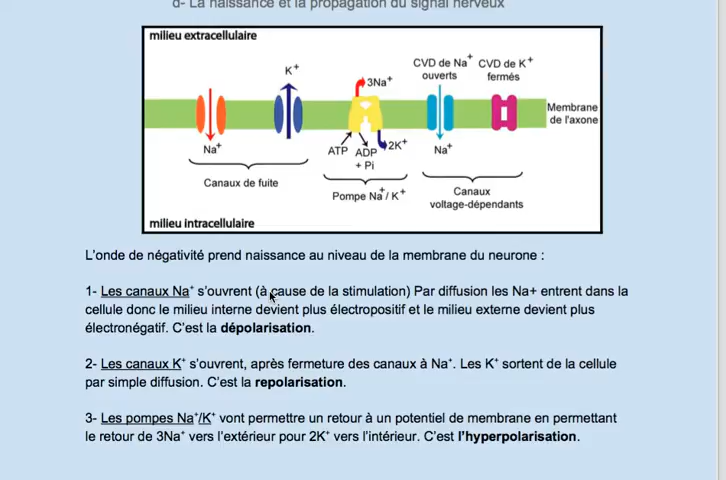 d- La naissance et la propagation du signal nerveux
milieu extracellulaire
K+
3Na+
CVD de Na+ ouverts
CVD de K+ fermés
Membrane de l'axone
Na+
ATP
ADP + Pi
2K+
Na+
Canaux de fuite
Pompe Na+/ K+
Canaux voltage-dépendants
milieu intracellulaire
L'onde de négativité prend naissance au niveau de la membrane du neurone :
1- Les canaux Na+ s'ouvrent (à cause de la stimulation) Par diffusion les Na+ entrent dans la
cellule donc le milieu interne devient plus électropositif et le milieu externe devient plus
électronégatif. C'est la dépolarisation.
2- Les canaux K+ s'ouvrent, après fermeture des canaux à Na+. Les K+ sortent de la cellule
par simple diffusion. C'est la repolarisation.
3- Les pompes Na+/K+ vont permettre un retour à un potentiel de membrane en permettant
le retour de 3Na+ vers l'extérieur pour 2K+ vers l'intérieur. C'est l'hyperpolarisation.